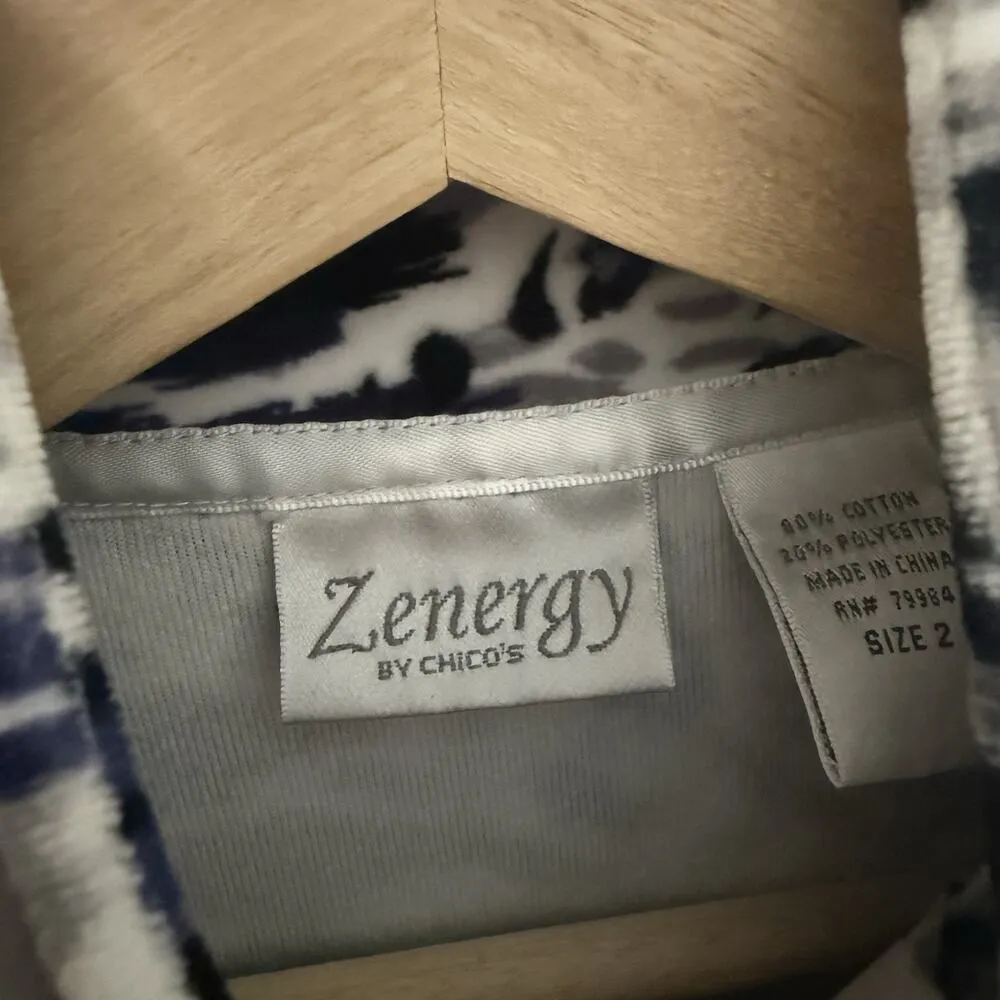 Zenergy
BY CHICO'S
80% COTTON
20% POLYESTER
MADE IN CHINA
RN# 79984
SIZE 2